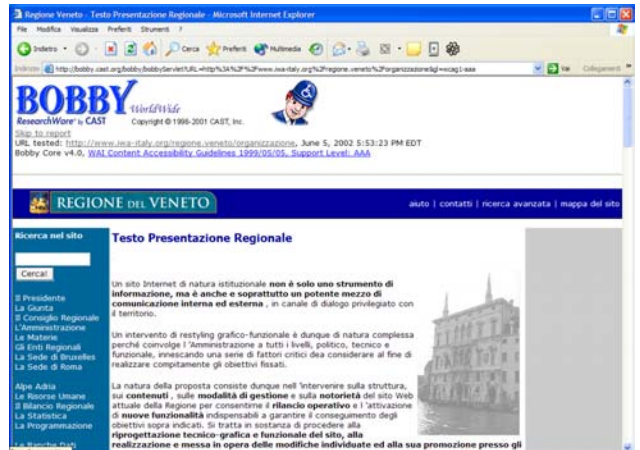 Regione Veneto - Testo Presentazione Regionale - Microsoft Internet Explorer
File Modifica Visualizza Preferiti Strumenti ?
Indietro Cerca Preferiti Multimedia
Indirizzo Vai Collegamenti
BOBBY WorldWide
ResearchWare by CAST Copyright © 1996-2001 CAST, Inc.
Skip to report
URL tested: http://www.iwa-italy.org/regione.veneto/organizzazione, June 5, 2002 5:53:23 PM EDT
Bobby Core v4.0, WAI Content Accessibility Guidelines 1999/05/05, Support Level: AAA
REGIONE DEL VENETO
aiuto | contatti | ricerca avanzata | mappa del sito
Ricerca nel sito
Cerca!
Il Presidente
La Giunta
Il Consiglio Regionale
L'Amministrazione
Le Materie
Gli Enti Regionali
La Sede di Bruxelles
La Sede di Roma
Alpe Adria
Le Risorse Umane
Il Bilancio Regionale
La Statistica
La Programmazione
Le Banche Dati
Testo Presentazione Regionale
Un sito Internet di natura istituzionale non è solo uno strumento di
informazione, ma è anche e soprattutto un potente mezzo di
comunicazione interna ed esterna , in canale di dialogo privilegiato con
il territorio.
Un intervento di restyling grafico-funzionale è dunque di natura complessa
perché coinvolge l 'Amministrazione a tutti i livelli, politico, tecnico e
funzionale, innescando una serie di fattori critici dea considerare al fine di
realizzare compitamente gli obiettivi fissati.
La natura della proposta consiste dunque nell 'intervenire sulla struttura,
sui contenuti , sulle modalità di gestione e sulla notorietà del sito Web
attuale della Regione per consentirne il rilancio operativo e l 'attivazione
di nuove funzionalità indispensabili a garantire il conseguimento degli
obiettivi sopra indicati. Si tratta in sostanza di procedere alla
riprogettazione tecnico-grafica e funzionale del sito, alla
realizzazione e messa in opera delle modifiche individuate ed alla sua promozione presso gli